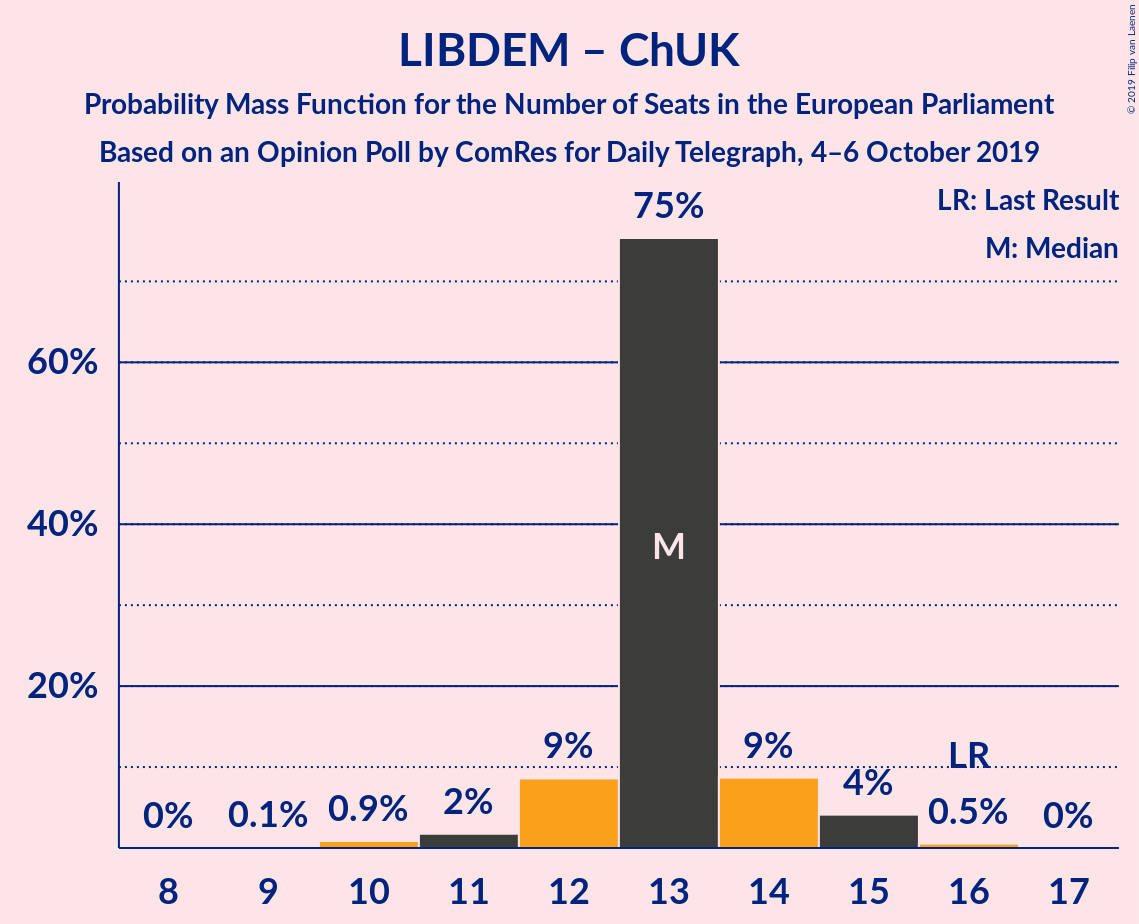 LIBDEM – ChUK
Probability Mass Function for the Number of Seats in the European Parliament
Based on an Opinion Poll by ComRes for Daily Telegraph, 4–6 October 2019
© 2019 Filip van Laenen
LR: Last Result
M: Median
75%
60%
40%
20%
M
0%
0.1%
0.9%
2%
9%
9%
4%
LR
0.5%
0%
8 9 10 11 12 13 14 15 16 17